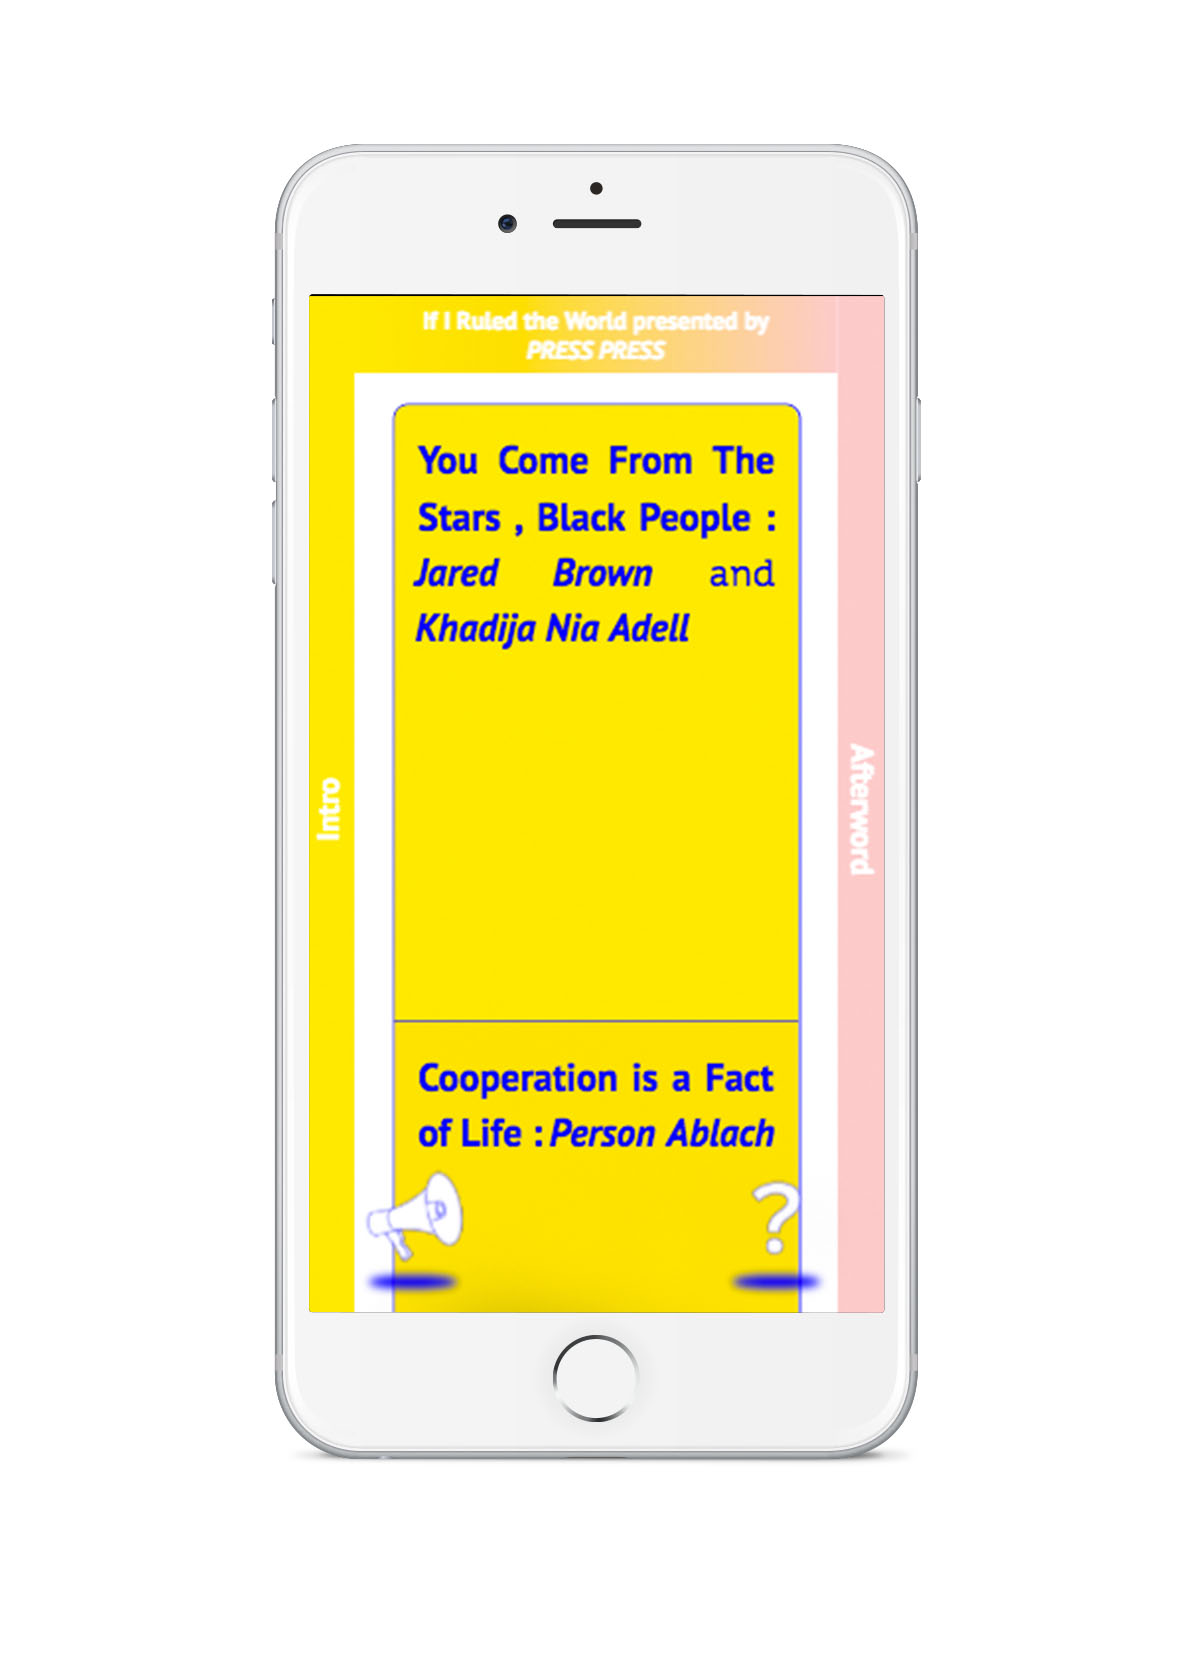 If I Ruled the World presented by
PRESS PRESS
You Come From The
Stars , Black People :
Jared Brown and
Khadija Nia Adell
Intro
Afterword
Cooperation is a Fact
of Life : Person Ablach
?